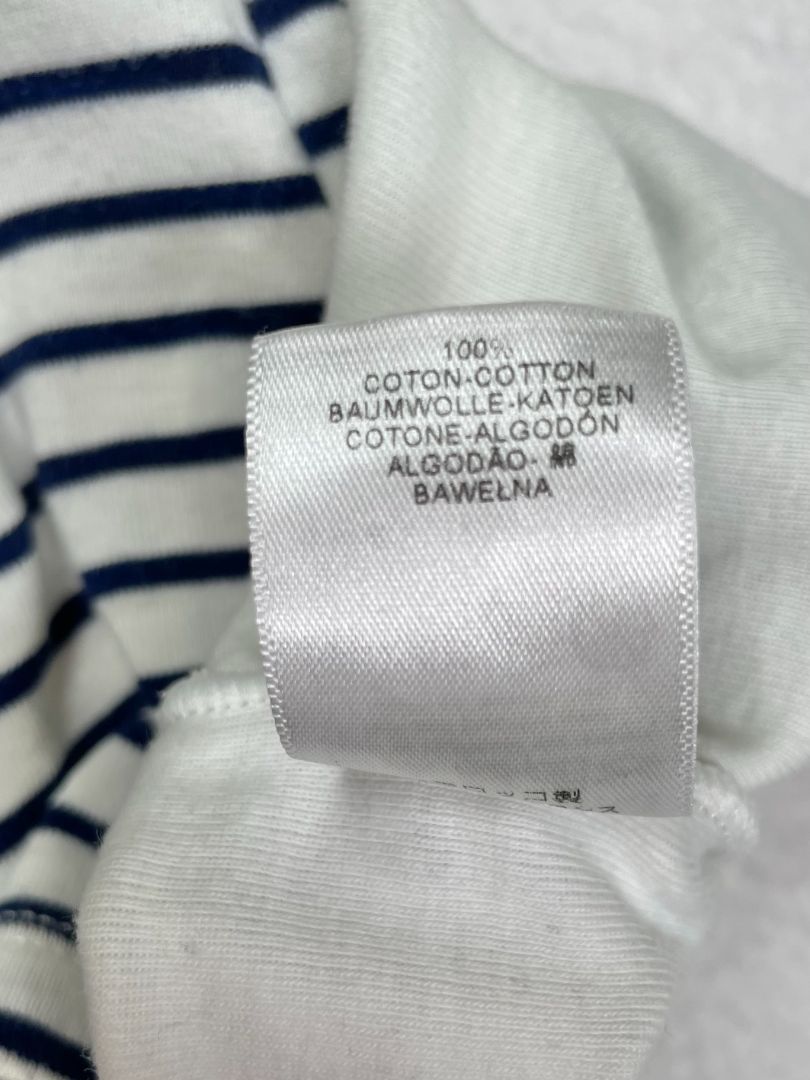 100%
COTON-COTTON
BAUMWOLLE-KATOEN
COTONE-ALGODÓN
ALGODÃO- 綿
BAWEŁNA